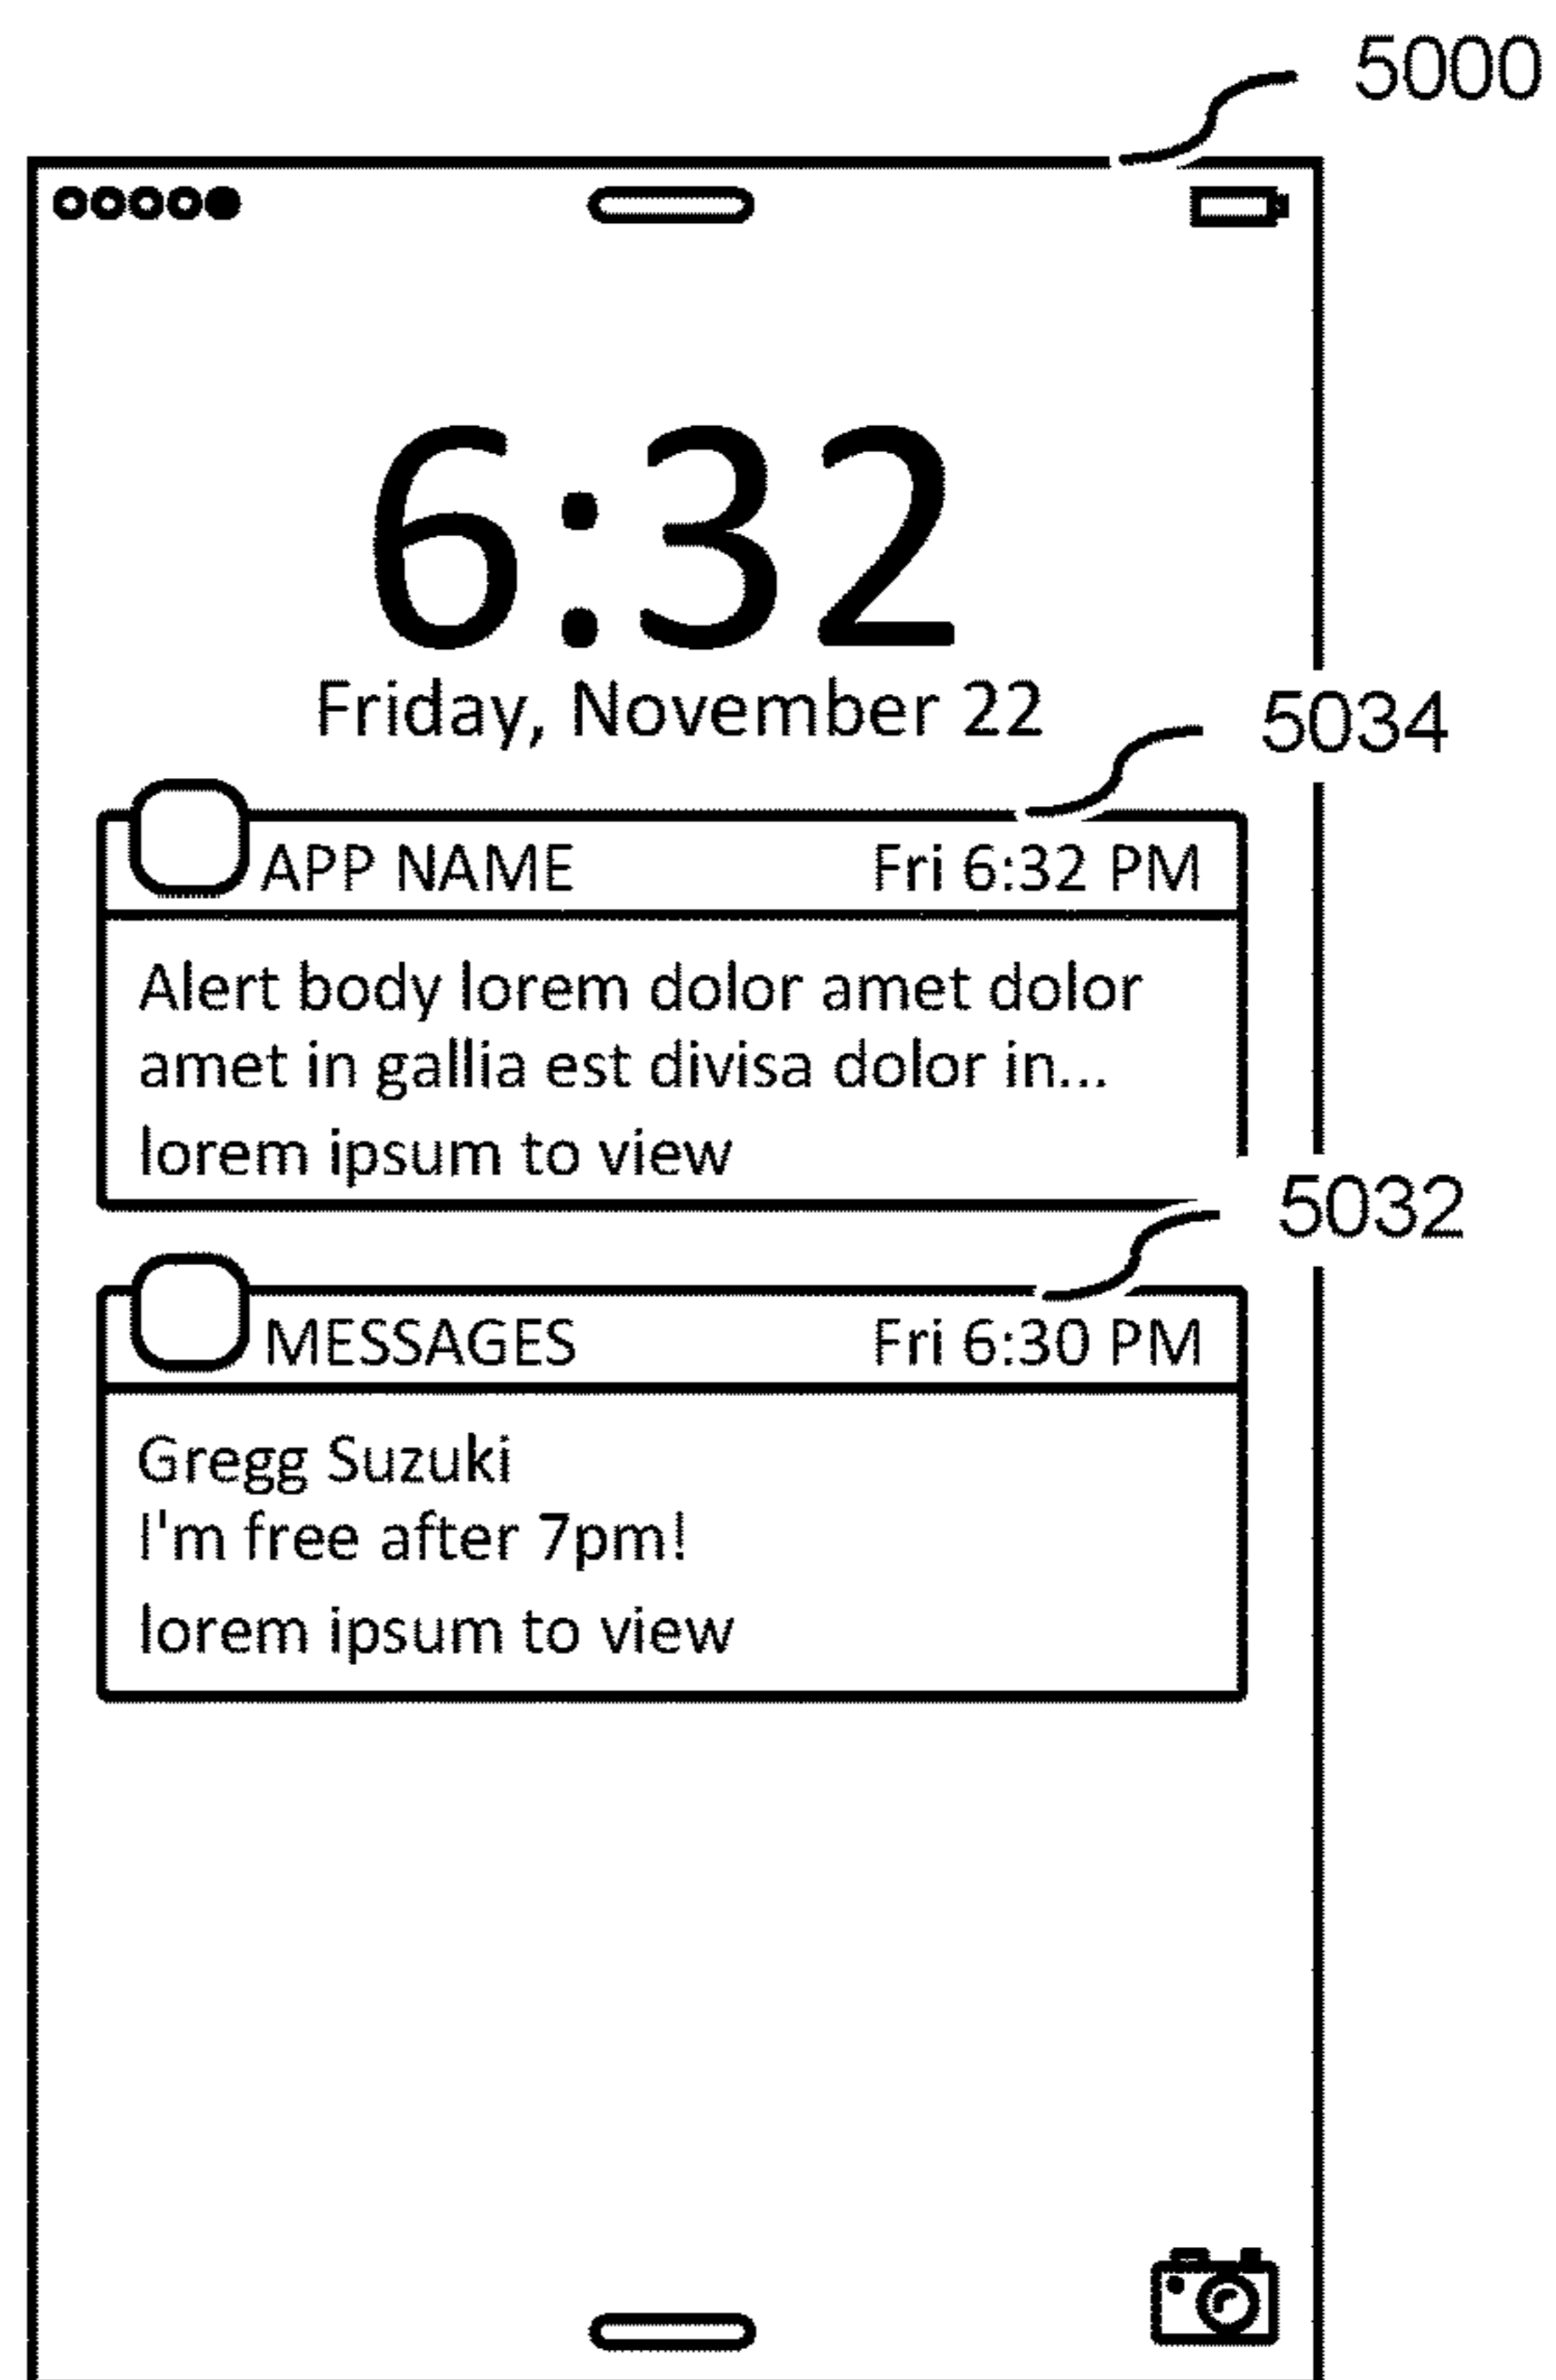 5000
6:32
Friday, November 22
5034
APP NAME Fri 6:32 PM
Alert body lorem dolor amet dolor
amet in gallia est divisa dolor in...
lorem ipsum to view
5032
MESSAGES Fri 6:30 PM
Gregg Suzuki
I'm free after 7pm!
lorem ipsum to view